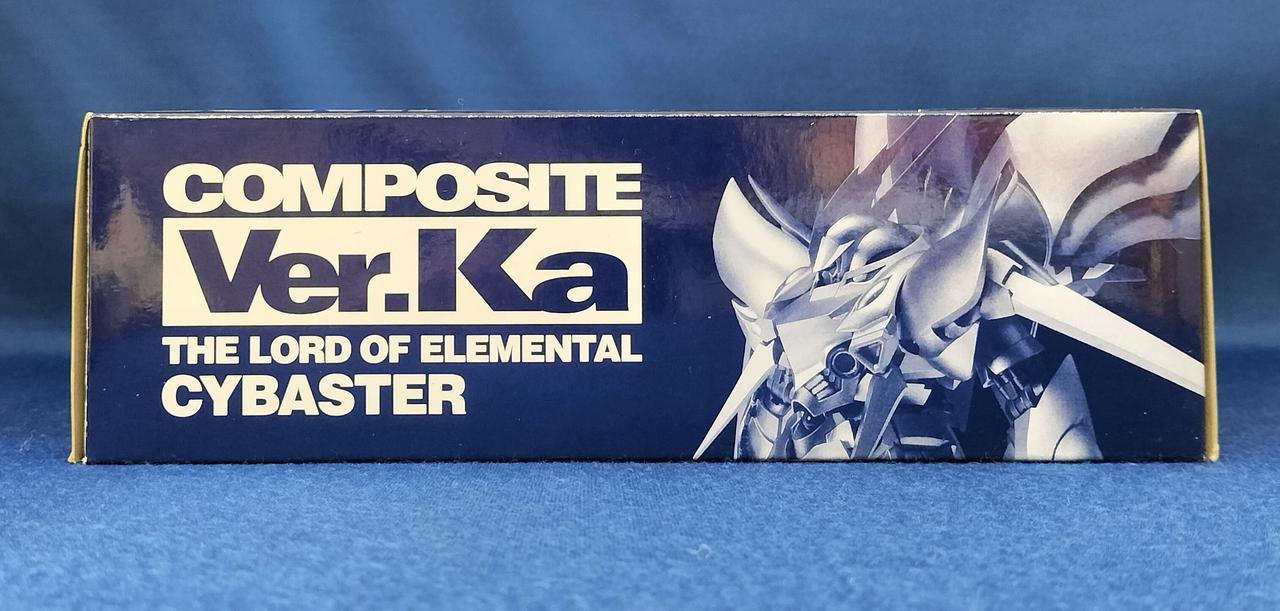 COMPOSITE
Ver.Ka
THE LORD OF ELEMENTAL
CYBASTER